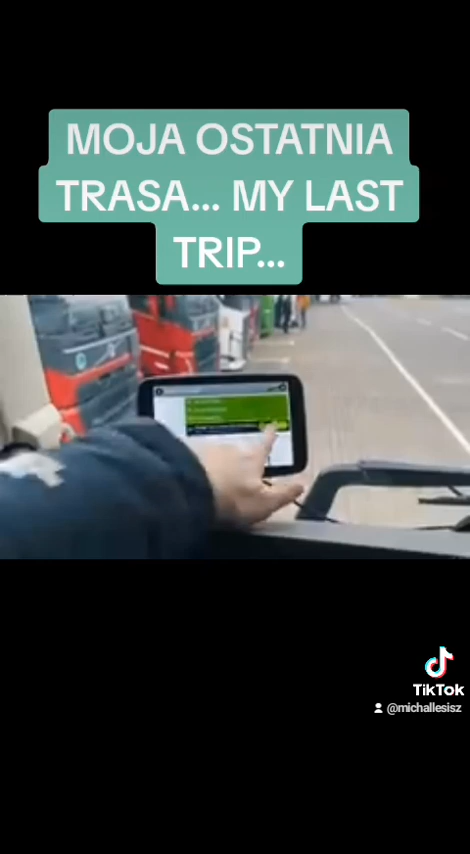 MOJA OSTATNIA
TRASA... MY LAST
TRIP...
TikTok
@michallesisz